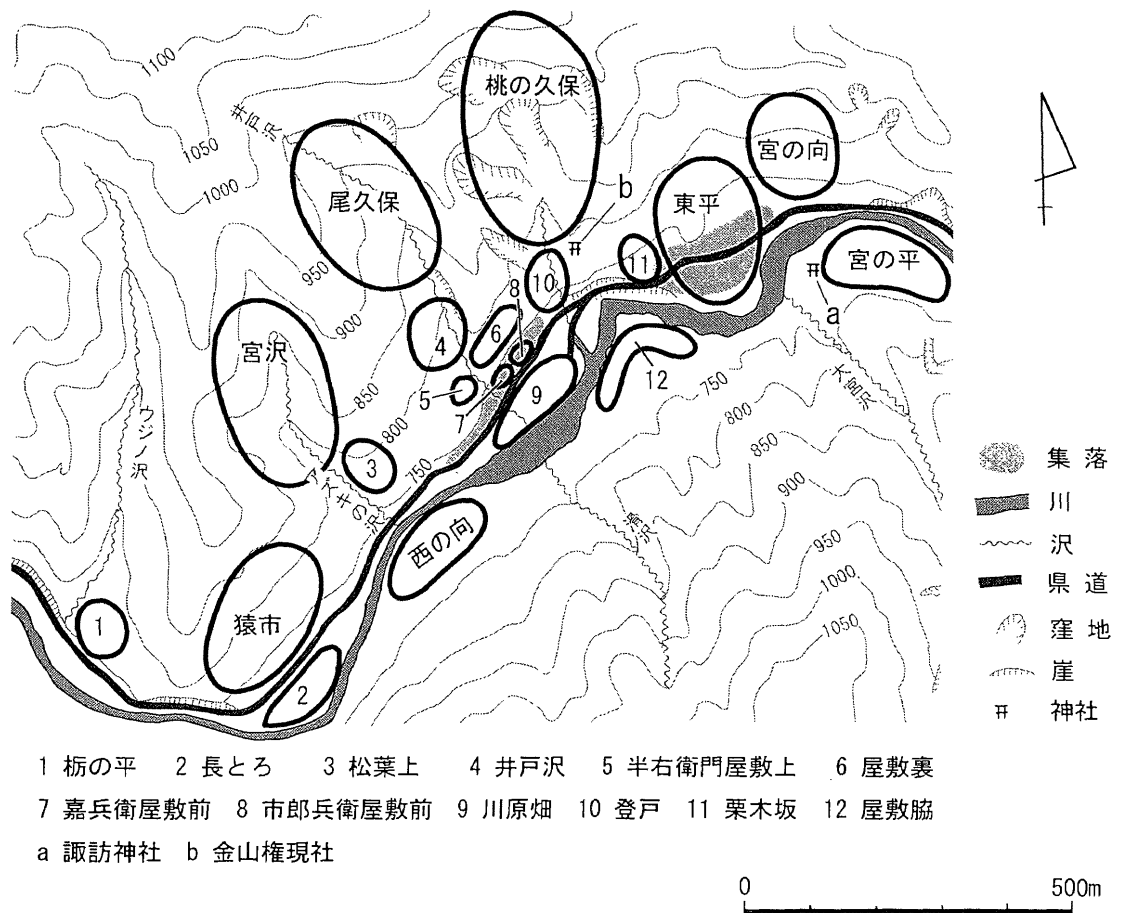 1100
1050
1000
井戸沢
桃の久保
宮の向
尾久保
東平
b
宮の平
a
950
900
850
800
750
宮沢
ウジノ沢
アズキの沢
滑沢
大宮沢
750
800
850
900
950
1000
1050
西の向
猿市
1
2
3
4
5
6
7
8
9
10
11
12
集落
川
沢
県道
窪地
崖
神社
1 栃の平 2 長とろ 3 松葉上 4 井戸沢 5 半右衛門屋敷上 6 屋敷裏
7 嘉兵衛屋敷前 8 市郎兵衛屋敷前 9 川原畑 10 登戸 11 栗木坂 12 屋敷脇
a 諏訪神社 b 金山権現社
0 500m